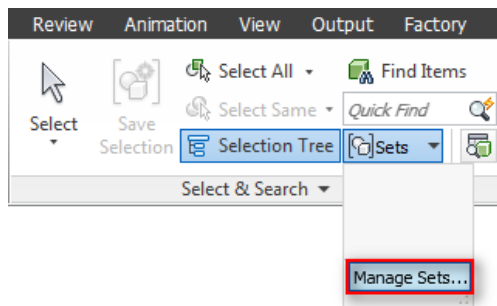 Review Animation View Output Factory
Select All
Find Items
Select Same
Quick Find
Select
Save Selection
Selection Tree
Sets
Select & Search
Manage Sets...